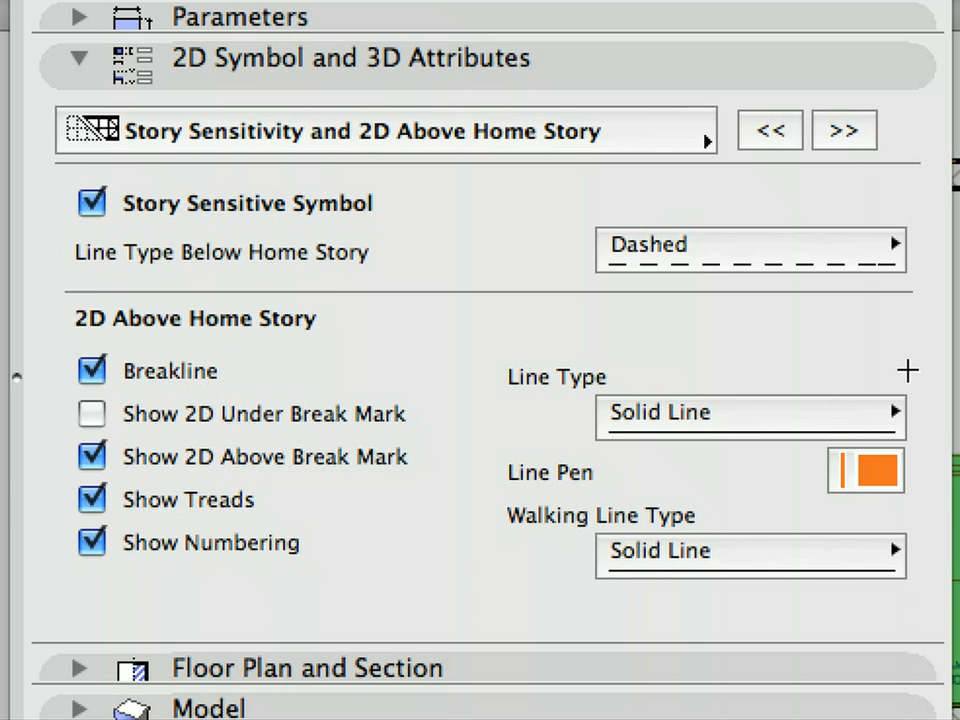 Parameters
2D Symbol and 3D Attributes
Story Sensitivity and 2D Above Home Story
<<
>>
Story Sensitive Symbol
Line Type Below Home Story
Dashed
2D Above Home Story
Breakline
Show 2D Under Break Mark
Show 2D Above Break Mark
Show Treads
Show Numbering
Line Type
Solid Line
Line Pen
Walking Line Type
Solid Line
Floor Plan and Section
Model